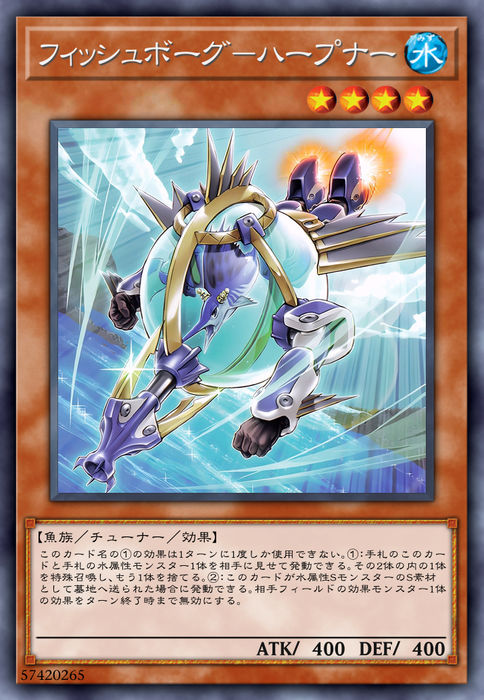 フィッシュボーグ－ハープナー
みず
水
【魚族／チューナー／効果】
このカード名の①の効果は1ターンに1度しか使用できない。①：手札のこのカー
ドと手札の水属性モンスター1体を相手に見せて発動できる。その2体の内の1体
を特殊召喚し、もう1体を捨てる。②：このカードが水属性SモンスターのS素材
として墓地へ送られた場合に発動できる。相手フィールドの効果モンスター1体
の効果をターン終了時まで無効にする。
ATK/ 400 DEF/ 400
57420265